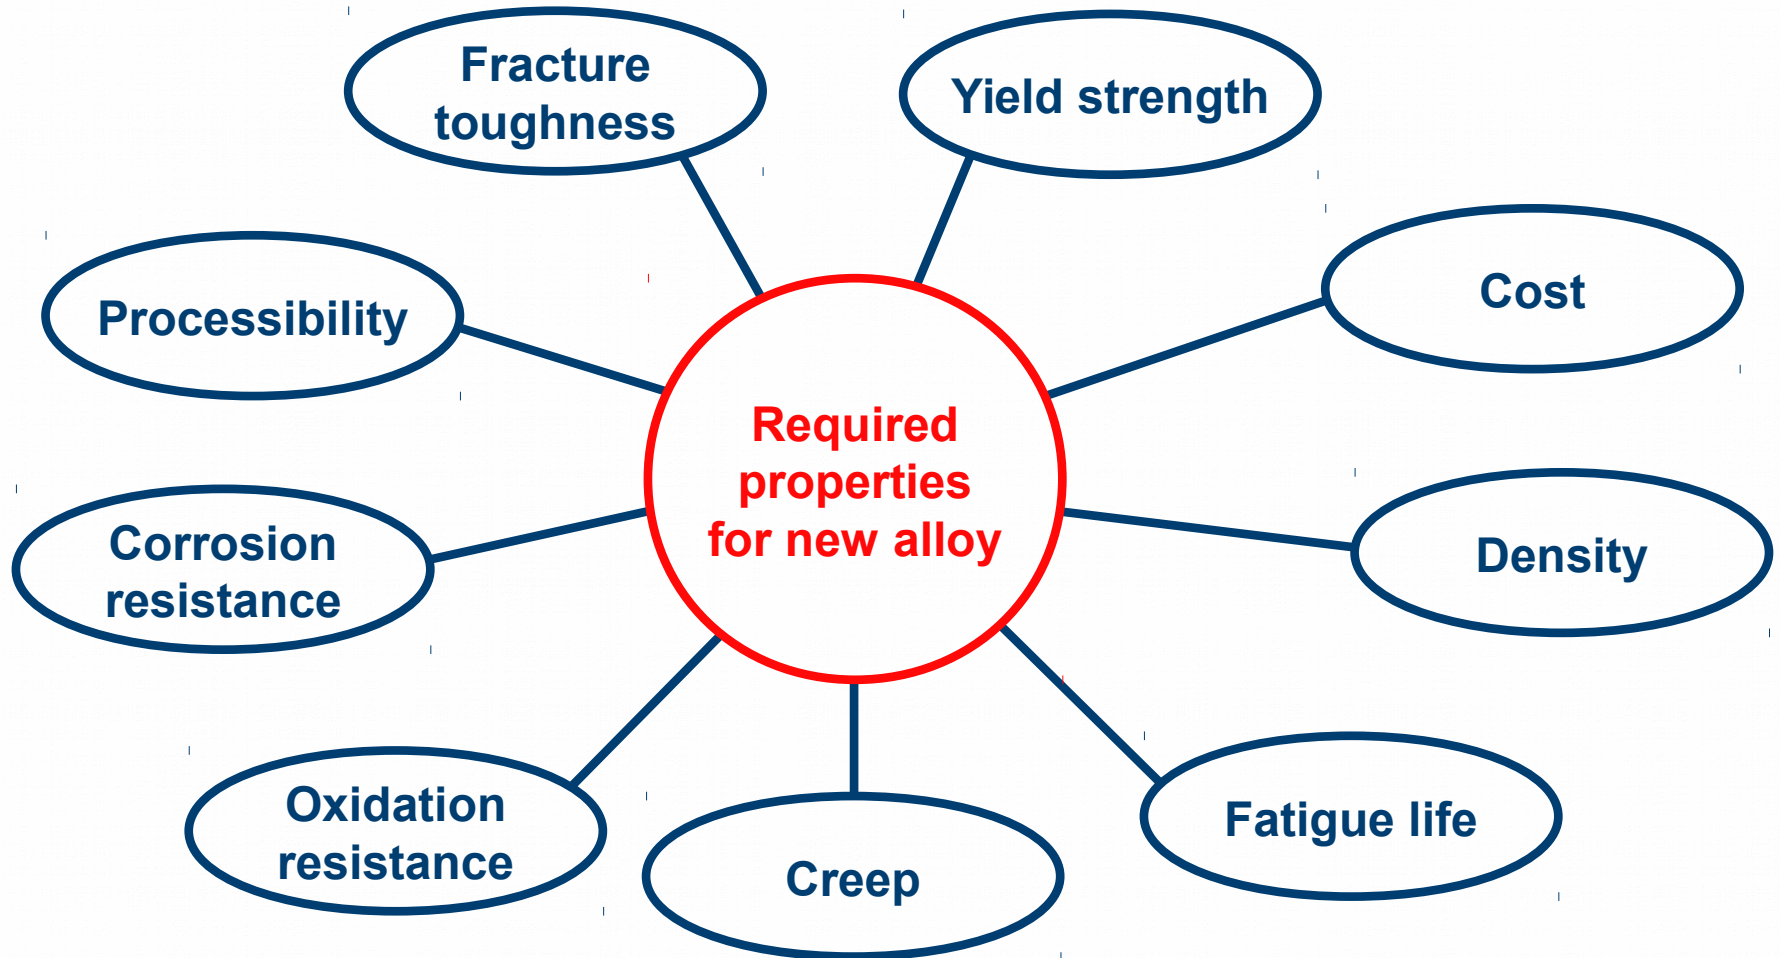 Fracture
toughness
Yield strength
Processibility
Cost
Required
properties
for new alloy
Corrosion
resistance
Density
Oxidation
resistance
Creep
Fatigue life